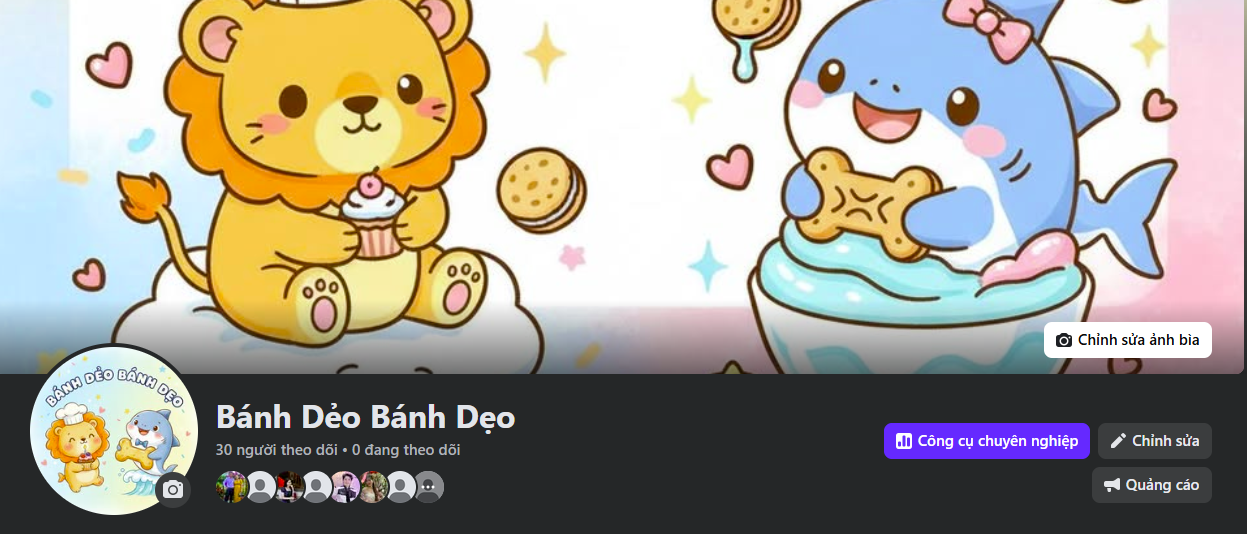 Chỉnh sửa ảnh bìa
BÁNH DẺO BÁNH DẸO
Bánh Dẻo Bánh Dẹo
30 người theo dõi • 0 đang theo dõi
Công cụ chuyên nghiệp
Chỉnh sửa
Quảng cáo